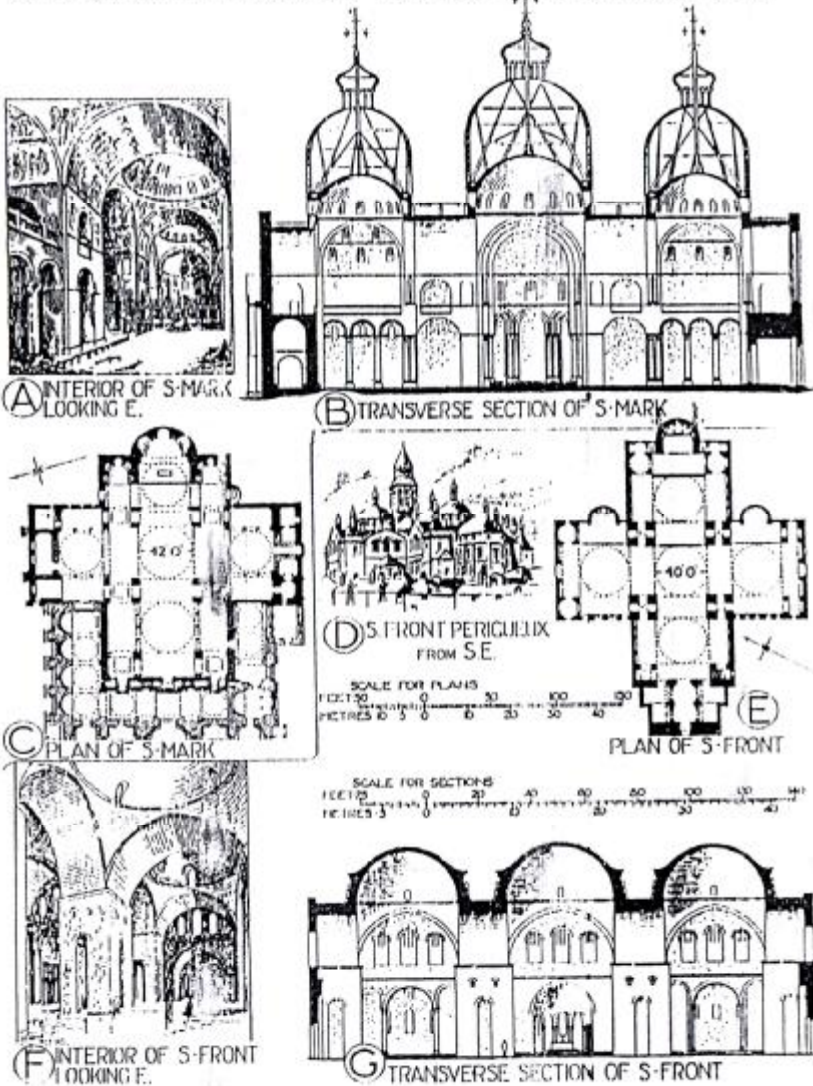 A INTERIOR OF S·MARK
LOOKING E.
B TRANSVERSE SECTION OF S·MARK
42'0"
C PLAN OF S·MARK
D S. FRONT PERIGUEUX
FROM S.E.
SCALE FOR PLANS
FEET 50 0 50 100 150
METRES 10 5 0 10 20 30 40
40'0"
E
PLAN OF S·FRONT
SCALE FOR SECTIONS
FEET 0 20 40 60 80 100
METRES 5 0 10 20 30 40
F INTERIOR OF S·FRONT
LOOKING E.
G TRANSVERSE SECTION OF S·FRONT